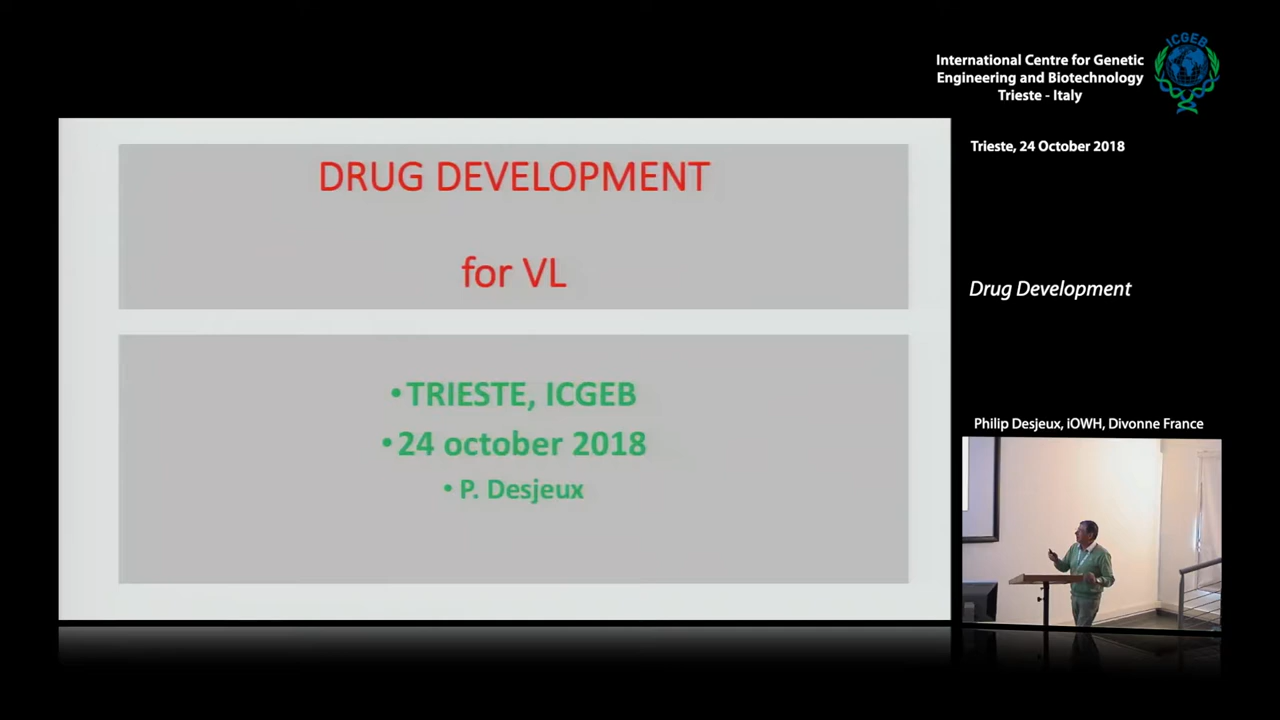 International Centre for Genetic
Engineering and Biotechnology
Trieste - Italy
ICGEB
Trieste, 24 October 2018
DRUG DEVELOPMENT
for VL
• TRIESTE, ICGEB
• 24 october 2018
• P. Desjeux
Drug Development
Philip Desjeux, iOWH, Divonne France